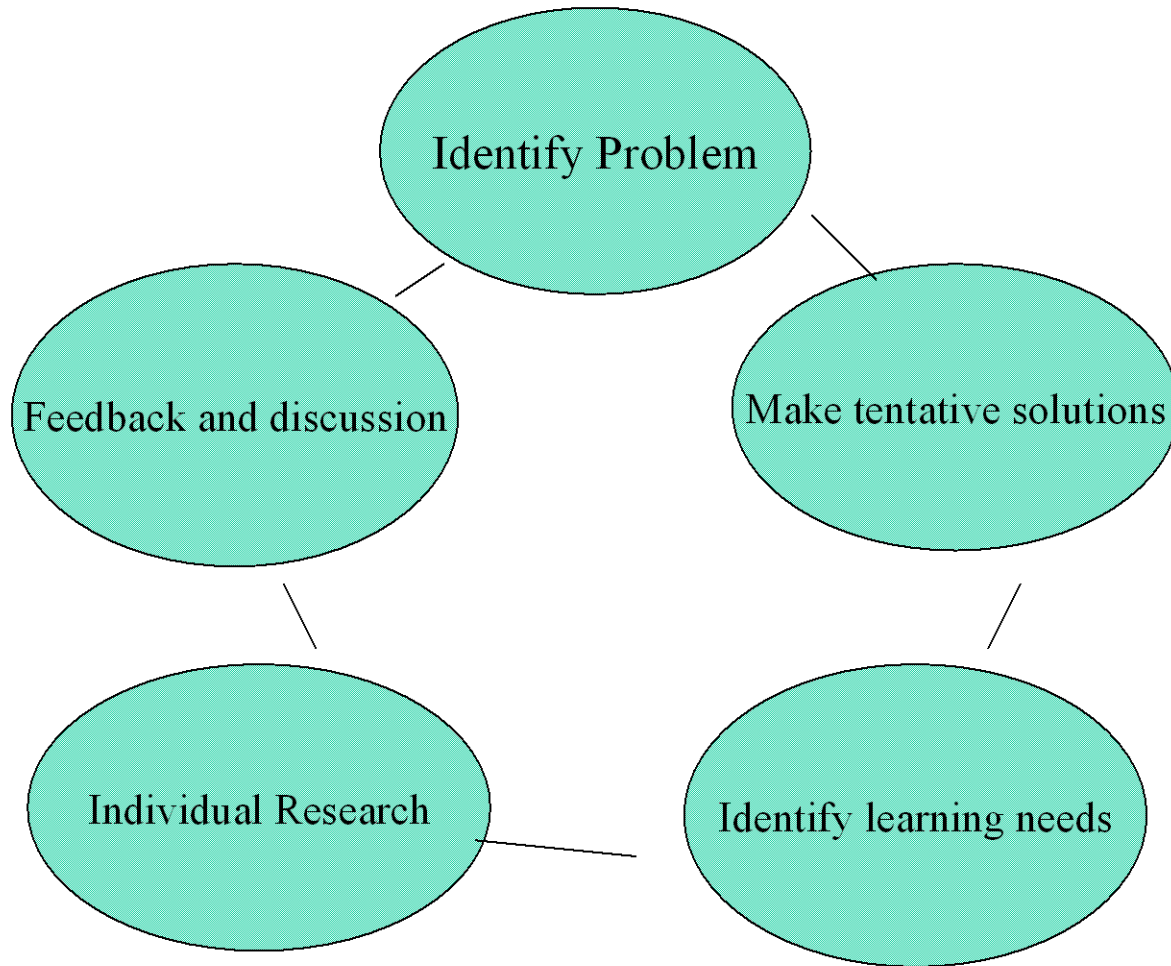 Identify Problem
Feedback and discussion
Make tentative solutions
Individual Research
Identify learning needs